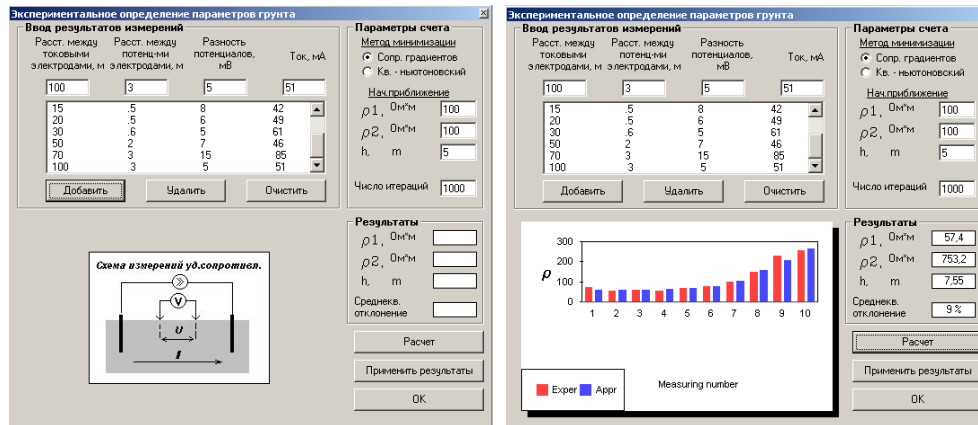 Экспериментальное определение параметров грунта
Ввод результатов измерений
Расст. между токовыми электродами, м
Расст. между потенц-ми электродами, м
Разность потенциалов, мВ
Ток, мА
100 3 5 51
15 .5 8 42
20 .5 6 49
30 .6 5 61
50 2 7 46
70 3 15 85
100 3 5 51
Добавить Удалить Очистить
Схема измерений уд.сопротивл.
V
U
I
Параметры счета
Метод минимизации
Сопр. градиентов
Кв. - ньютоновский
Нач.приближение
ρ1, Ом*м 100
ρ2, Ом*м 100
h, m 5
Число итераций 1000
Результаты
ρ1, Ом*м
ρ2, Ом*м
h, m
Среднекв. отклонение
Расчет
Применить результаты
OK
Экспериментальное определение параметров грунта
Ввод результатов измерений
Расст. между токовыми электродами, м
Расст. между потенц-ми электродами, м
Разность потенциалов, мВ
Ток, мА
100 3 5 51
15 .5 8 42
20 .5 6 49
30 .6 5 61
50 2 7 46
70 3 15 85
100 3 5 51
Добавить Удалить Очистить
300
200
100
0
ρ
1 2 3 4 5 6 7 8 9 10
Exper Appr
Measuring number
Параметры счета
Метод минимизации
Сопр. градиентов
Кв. - ньютоновский
Нач.приближение
ρ1, Ом*м 100
ρ2, Ом*м 100
h, m 5
Число итераций 1000
Результаты
ρ1, Ом*м 57,4
ρ2, Ом*м 753,2
h, m 7,55
Среднекв. отклонение 9 %
Расчет
Применить результаты
OK